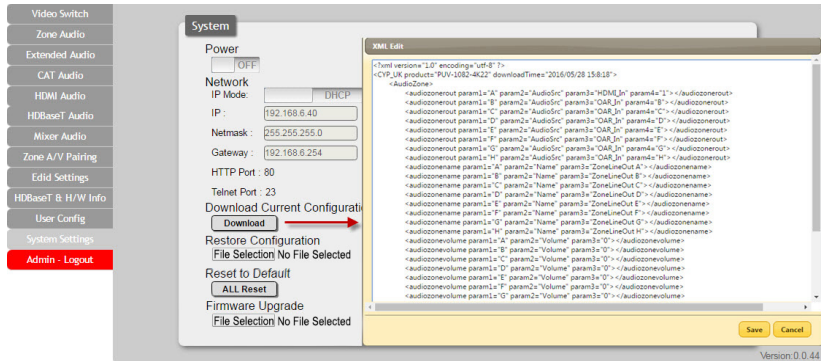 Video Switch
Zone Audio
Extended Audio
CAT Audio
HDMI Audio
HDBaseT Audio
Mixer Audio
Zone A/V Pairing
Edid Settings
HDBaseT & H/W Info
User Config
System Settings
Admin - Logout
System
Power
OFF
Network
IP Mode: DHCP
IP : 192.168.6.40
Netmask : 255.255.255.0
Gateway : 192.168.6.254
HTTP Port : 80
Telnet Port : 23
Download Current Configurati
Download
Restore Configuration
File Selection No File Selected
Reset to Default
ALL Reset
Firmware Upgrade
File Selection No File Selected
XML Edit
<?xml version="1.0" encoding="utf-8" ?>
<CYP_UK product="PUV-1082-4K22" downloadTime="2016/05/28 15:8:18">
<AudioZone>
<audiozonerout param1="A" param2="AudioSrc" param3="HDMI_In" param4="1"></audiozonerout>
<audiozonerout param1="B" param2="AudioSrc" param3="OAR_In" param4="B"></audiozonerout>
<audiozonerout param1="C" param2="AudioSrc" param3="OAR_In" param4="C"></audiozonerout>
<audiozonerout param1="D" param2="AudioSrc" param3="OAR_In" param4="D"></audiozonerout>
<audiozonerout param1="E" param2="AudioSrc" param3="OAR_In" param4="E"></audiozonerout>
<audiozonerout param1="F" param2="AudioSrc" param3="OAR_In" param4="F"></audiozonerout>
<audiozonerout param1="G" param2="AudioSrc" param3="OAR_In" param4="G"></audiozonerout>
<audiozonerout param1="H" param2="AudioSrc" param3="OAR_In" param4="H"></audiozonerout>
<audiozonename param1="A" param2="Name" param3="ZoneLineOut A"></audiozonename>
<audiozonename param1="B" param2="Name" param3="ZoneLineOut B"></audiozonename>
<audiozonename param1="C" param2="Name" param3="ZoneLineOut C"></audiozonename>
<audiozonename param1="D" param2="Name" param3="ZoneLineOut D"></audiozonename>
<audiozonename param1="E" param2="Name" param3="ZoneLineOut E"></audiozonename>
<audiozonename param1="F" param2="Name" param3="ZoneLineOut F"></audiozonename>
<audiozonename param1="G" param2="Name" param3="ZoneLineOut G"></audiozonename>
<audiozonename param1="H" param2="Name" param3="ZoneLineOut H"></audiozonename>
<audiozonevolume param1="A" param2="Volume" param3="0"></audiozonevolume>
<audiozonevolume param1="B" param2="Volume" param3="0"></audiozonevolume>
<audiozonevolume param1="C" param2="Volume" param3="0"></audiozonevolume>
<audiozonevolume param1="D" param2="Volume" param3="0"></audiozonevolume>
<audiozonevolume param1="E" param2="Volume" param3="0"></audiozonevolume>
<audiozonevolume param1="F" param2="Volume" param3="0"></audiozonevolume>
<audiozonevolume param1="G" param2="Volume" param3="0"></audiozonevolume>
Save Cancel
Version:0.0.44